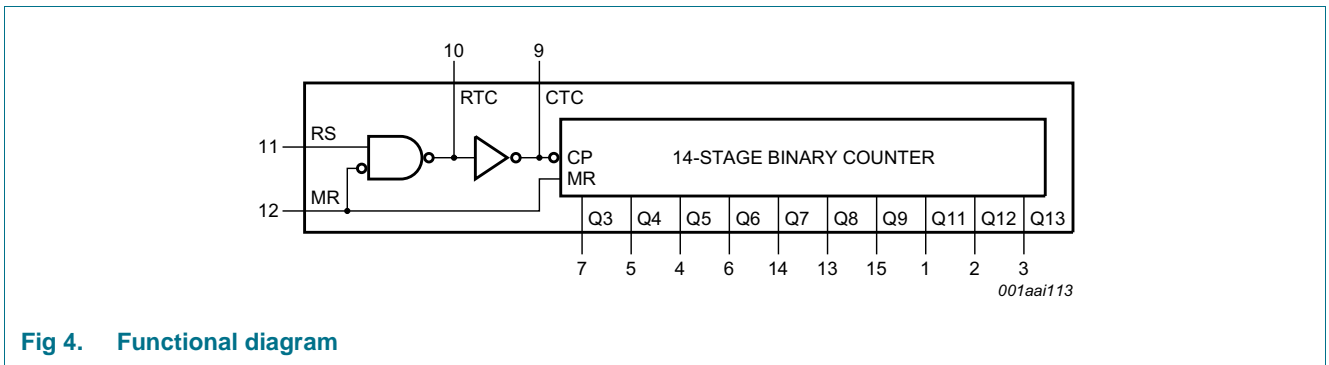 10 9
RTC CTC
11 RS
CP 14-STAGE BINARY COUNTER
MR
12 MR
Q3 Q4 Q5 Q6 Q7 Q8 Q9 Q11 Q12 Q13
7 5 4 6 14 13 15 1 2 3
001aai113
Fig 4. Functional diagram